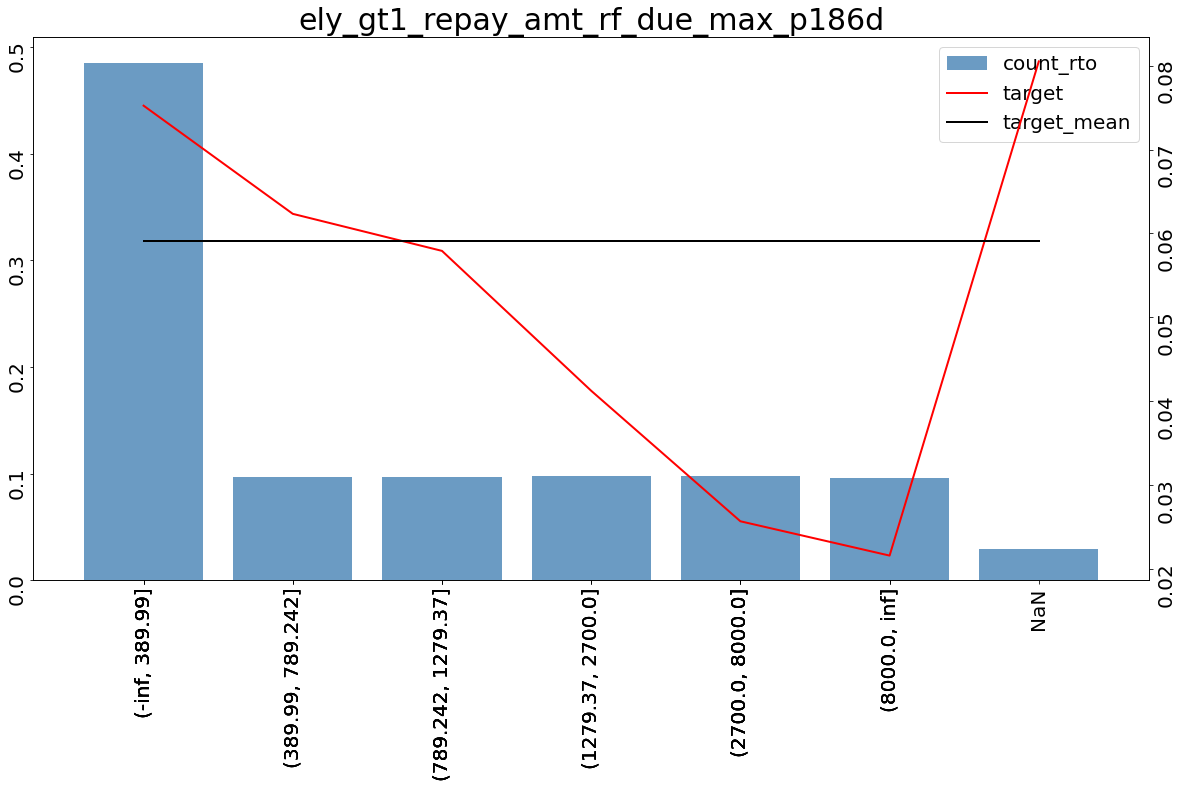 ely_gt1_repay_amt_rf_due_max_p186d
count_rto
target
target_mean
0.5
0.4
0.3
0.2
0.1
0.0
0.08
0.07
0.06
0.05
0.04
0.03
0.02
(-inf, 389.99]
(389.99, 789.242]
(789.242, 1279.37]
(1279.37, 2700.0]
(2700.0, 8000.0]
(8000.0, inf]
NaN